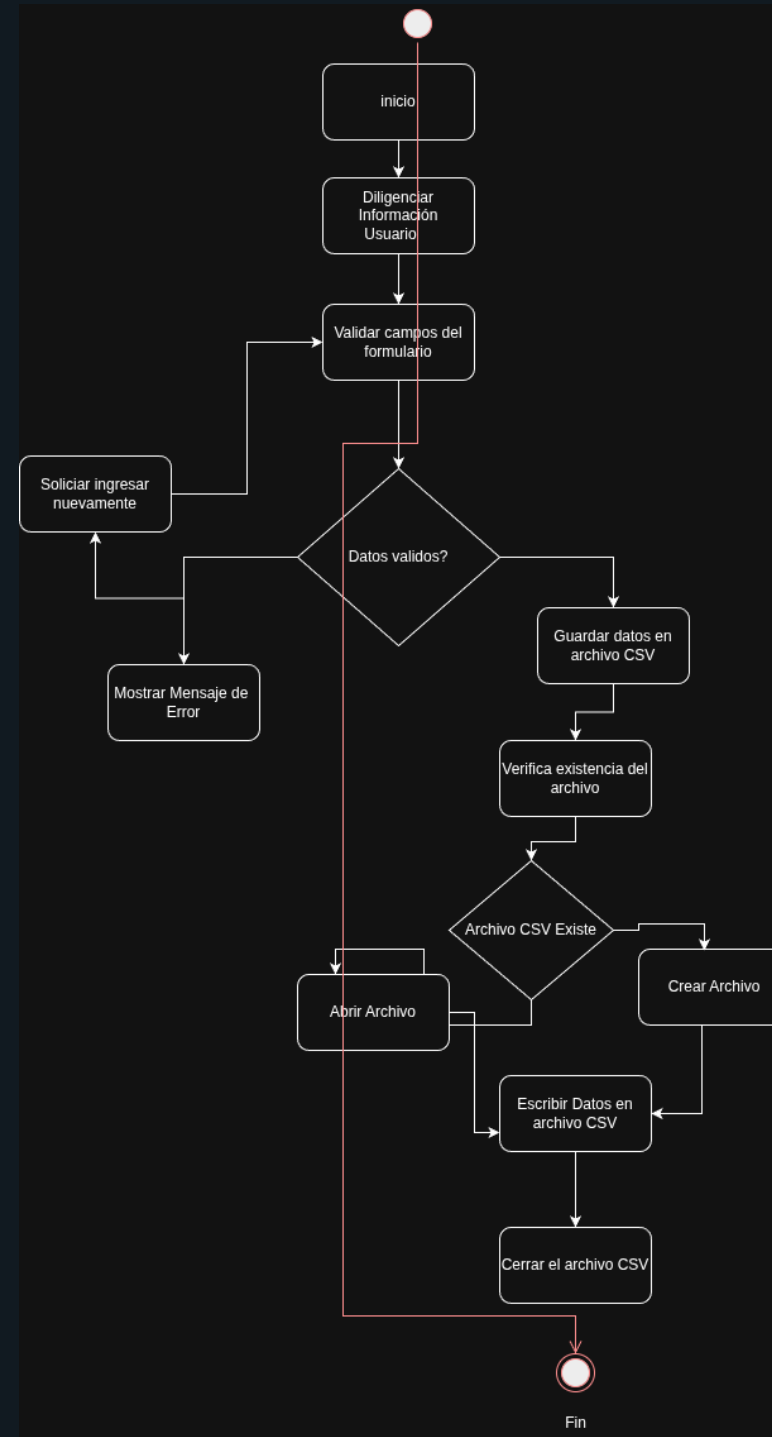 inicio
Diligenciar
Información
Usuario
Validar campos del
formulario
Soliciar ingresar
nuevamente
Datos validos?
Guardar datos en
archivo CSV
Mostrar Mensaje de
Error
Verifica existencia del
archivo
Archivo CSV Existe
Crear Archivo
Abrir Archivo
Escribir Datos en
archivo CSV
Cerrar el archivo CSV
Fin